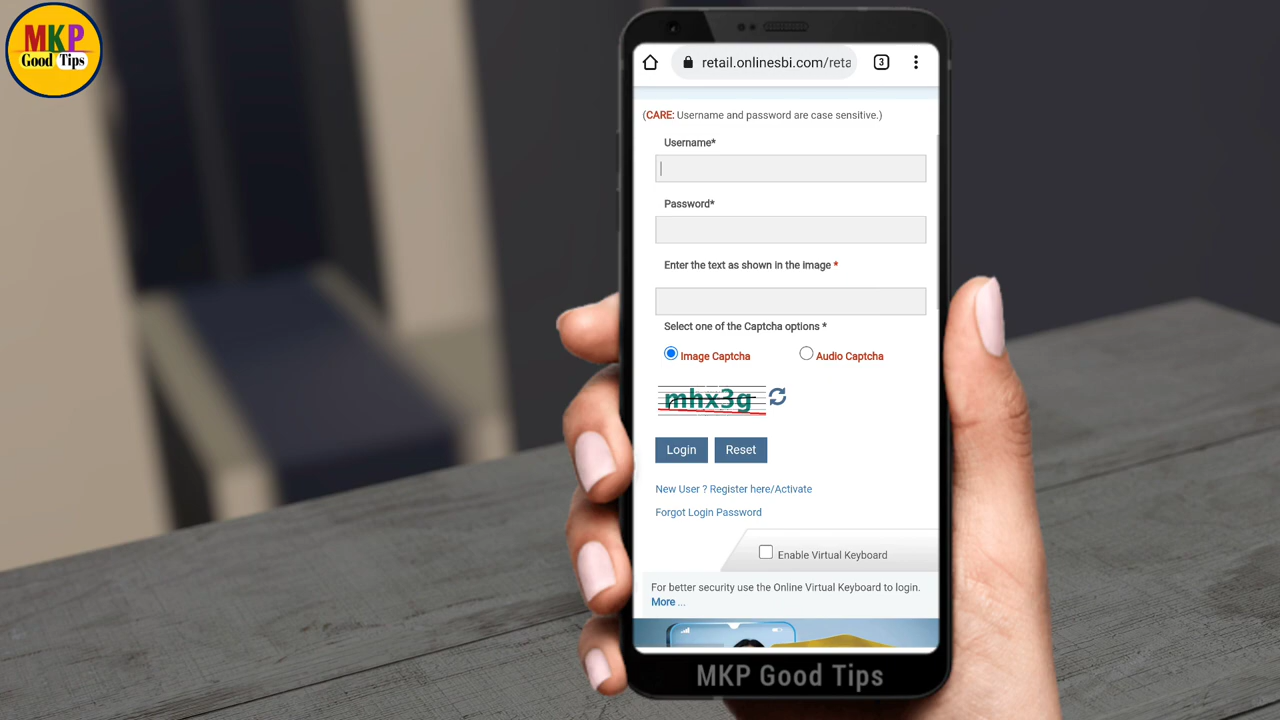 MKP
Good Tips
retail.onlinesbi.com/reta
3
(CARE: Username and password are case sensitive.)
Username*
Password*
Enter the text as shown in the image *
Select one of the Captcha options *
Image Captcha
Audio Captcha
mhx3g
Login
Reset
New User ? Register here/Activate
Forgot Login Password
Enable Virtual Keyboard
For better security use the Online Virtual Keyboard to login.
More ...
MKP Good Tips